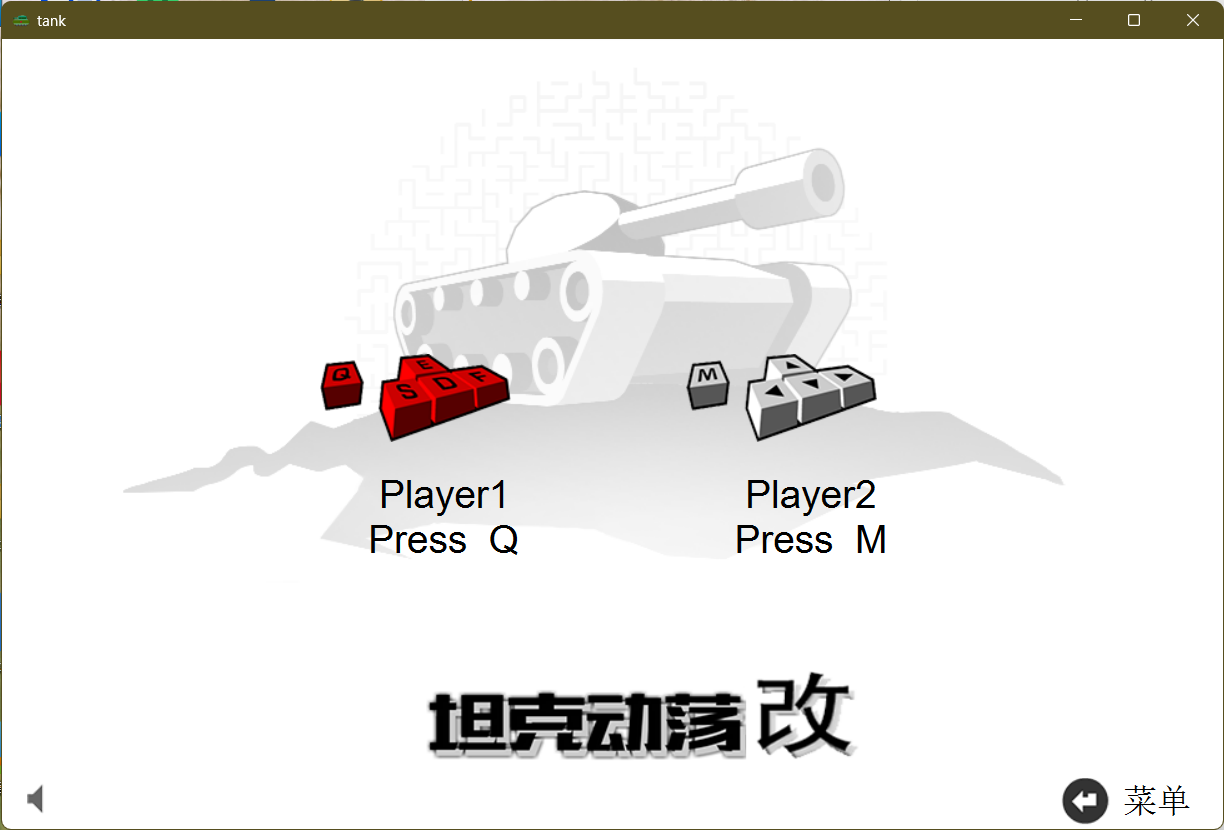 tank
Q
E
S D F
M
Player1
Press Q
Player2
Press M
坦克动荡改
菜单